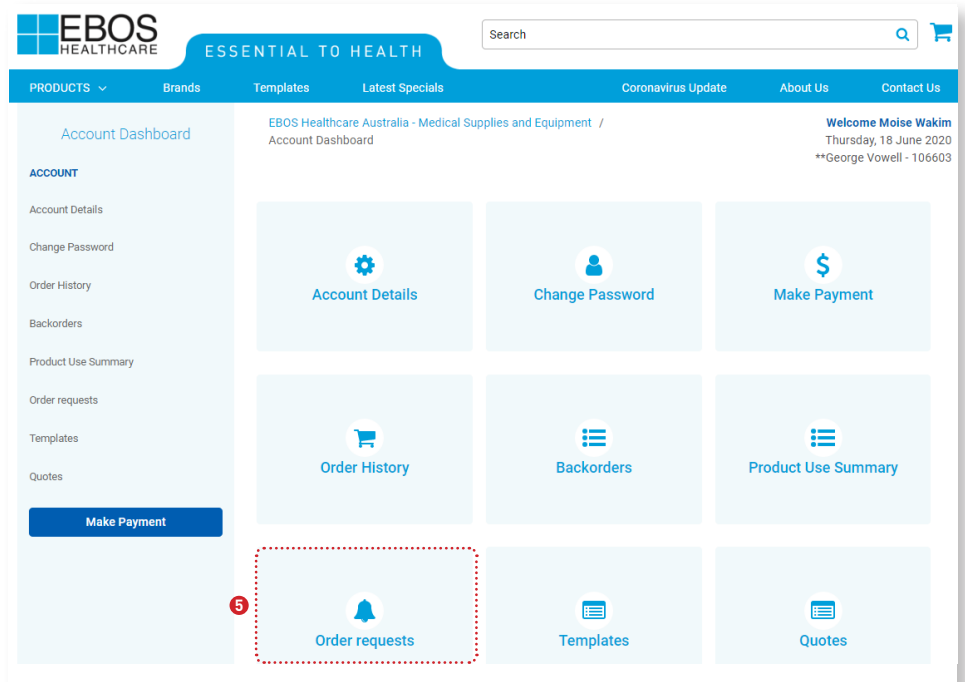 EBOS
HEALTHCARE
ESSENTIAL TO HEALTH
Search
PRODUCTS
Brands
Templates
Latest Specials
Coronavirus Update
About Us
Contact Us
Account Dashboard
ACCOUNT
Account Details
Change Password
Order History
Backorders
Product Use Summary
Order requests
Templates
Quotes
Make Payment
EBOS Healthcare Australia - Medical Supplies and Equipment /
Account Dashboard
Welcome Moise Wakim
Thursday, 18 June 2020
**George Vowell - 106603
Account Details
Change Password
$
Make Payment
Order History
Backorders
Product Use Summary
5
Order requests
Templates
Quotes